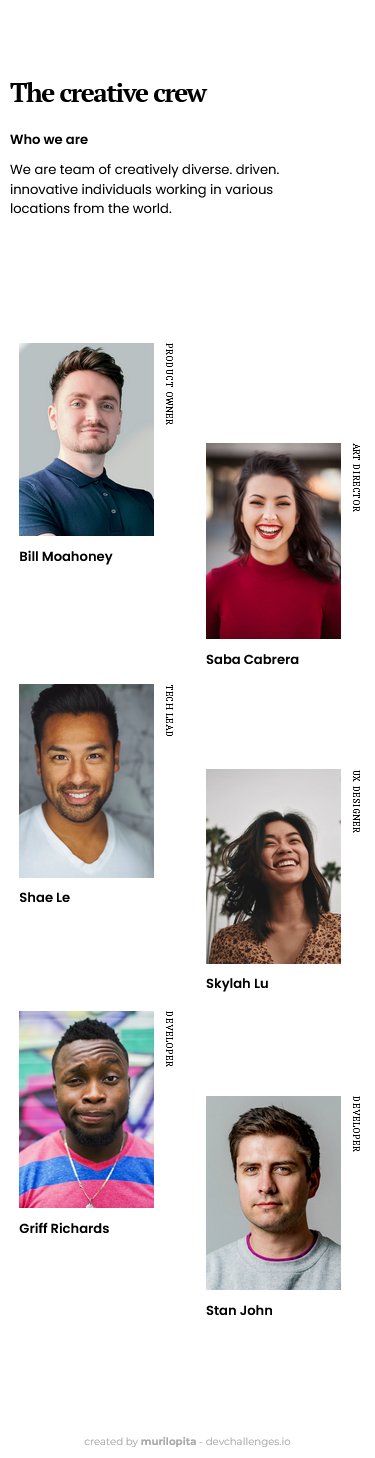 The creative crew
Who we are
We are team of creatively diverse. driven.
innovative individuals working in various
locations from the world.
PRODUCT OWNER
Bill Moahoney
ART DIRECTOR
Saba Cabrera
TECH LEAD
Shae Le
UX DESIGNER
Skylah Lu
DEVELOPER
Griff Richards
DEVELOPER
Stan John
created by murilopita - devchallenges.io